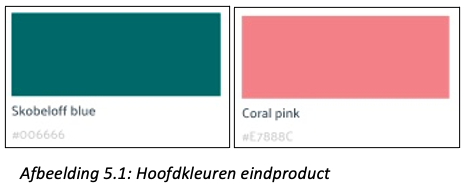 Skobeloff blue
#006666
Coral pink
#E7888C
Afbeelding 5.1: Hoofdkleuren eindproduct